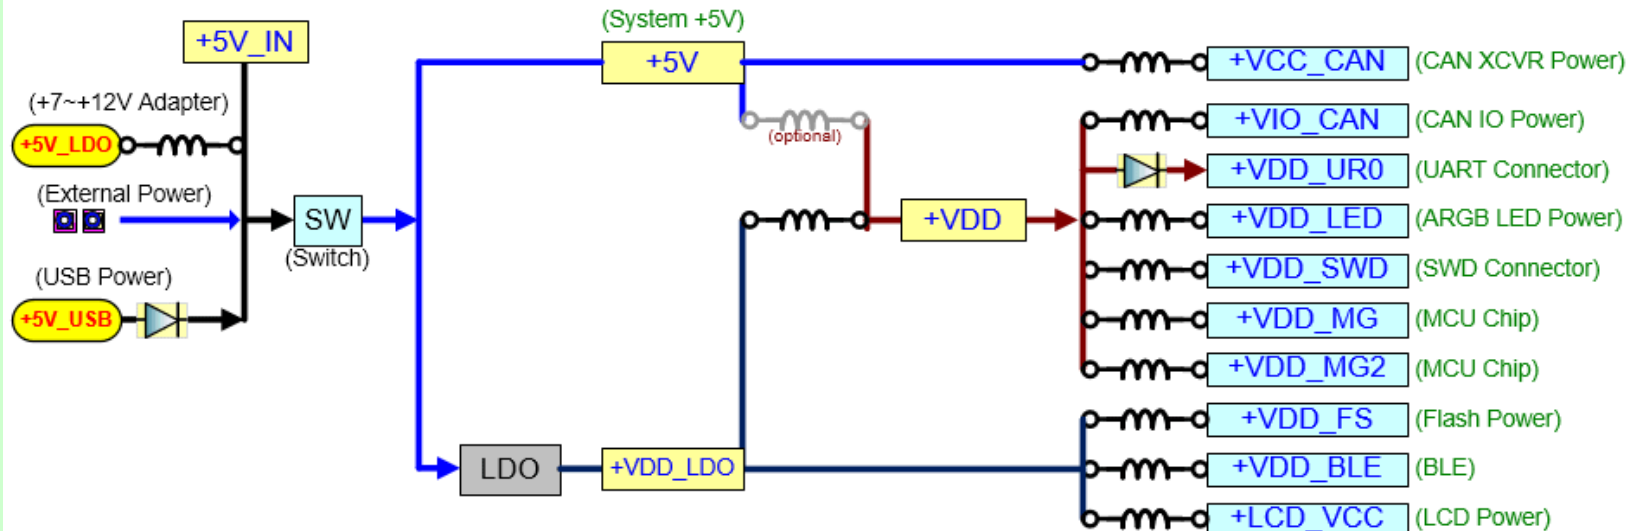 +5V_IN
(+7~+12V Adapter)
+5V_LDO
(External Power)
SW
(Switch)
(USB Power)
+5V_USB
(System +5V)
+5V
(optional)
+VDD
LDO
+VDD_LDO
+VCC_CAN (CAN XCVR Power)
+VIO_CAN (CAN IO Power)
+VDD_UR0 (UART Connector)
+VDD_LED (ARGB LED Power)
+VDD_SWD (SWD Connector)
+VDD_MG (MCU Chip)
+VDD_MG2 (MCU Chip)
+VDD_FS (Flash Power)
+VDD_BLE (BLE)
+LCD_VCC (LCD Power)